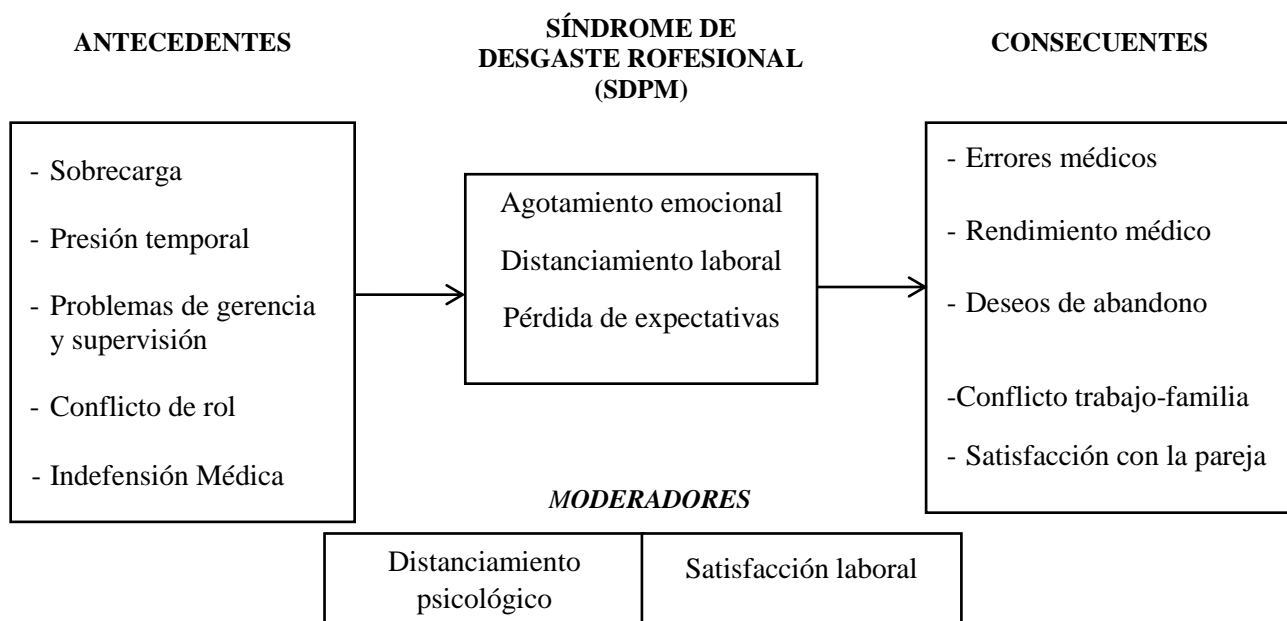 ANTECEDENTES
- Sobrecarga
- Presión temporal
- Problemas de gerencia
y supervisión
- Conflicto de rol
- Indefensión Médica
SÍNDROME DE
DESGASTE ROFESIONAL
(SDPM)
Agotamiento emocional
Distanciamiento laboral
Pérdida de expectativas
CONSECUENTES
- Errores médicos
- Rendimiento médico
- Deseos de abandono
-Conflicto trabajo-familia
- Satisfacción con la pareja
MODERADORES
Distanciamiento
psicológico
Satisfacción laboral